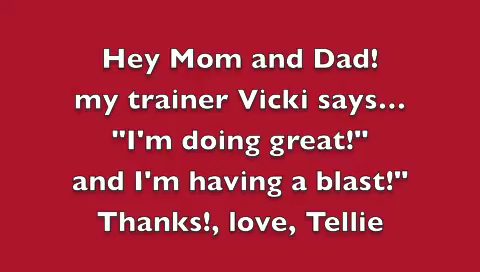 Hey Mom and Dad!
my trainer Vicki says...
"I'm doing great!"
and I'm having a blast!"
Thanks!, love, Tellie